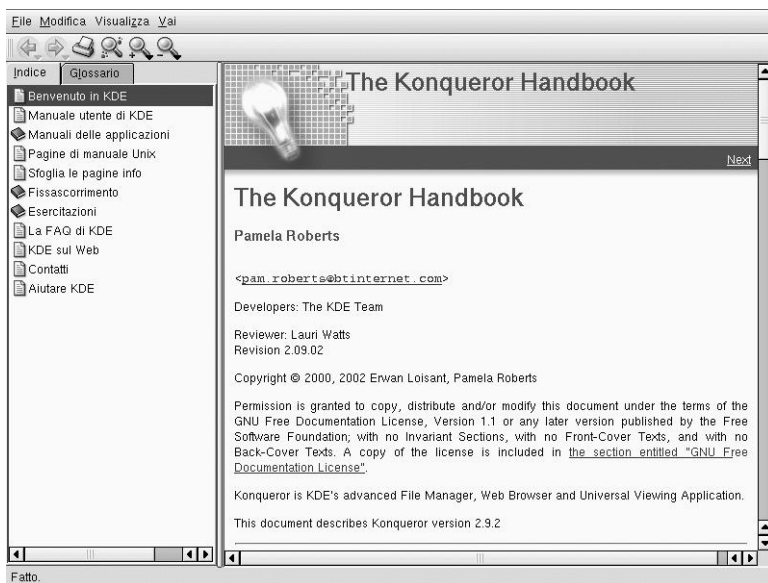 File Modifica Visualizza Vai
Indice Glossario
Benvenuto in KDE
Manuale utente di KDE
Manuali delle applicazioni
Pagine di manuale Unix
Sfoglia le pagine info
Fissascorrimento
Esercitazioni
La FAQ di KDE
KDE sul Web
Contatti
Aiutare KDE
The Konqueror Handbook
Next
The Konqueror Handbook
Pamela Roberts
<pam.roberts@btinternet.com>
Developers: The KDE Team
Reviewer: Lauri Watts
Revision 2.09.02
Copyright © 2000, 2002 Erwan Loisant, Pamela Roberts
Permission is granted to copy, distribute and/or modify this document under the terms of the
GNU Free Documentation License, Version 1.1 or any later version published by the Free
Software Foundation; with no Invariant Sections, with no Front-Cover Texts, and with no
Back-Cover Texts. A copy of the license is included in the section entitled "GNU Free
Documentation License".
Konqueror is KDE's advanced File Manager, Web Browser and Universal Viewing Application.
This document describes Konqueror version 2.9.2
Fatto.